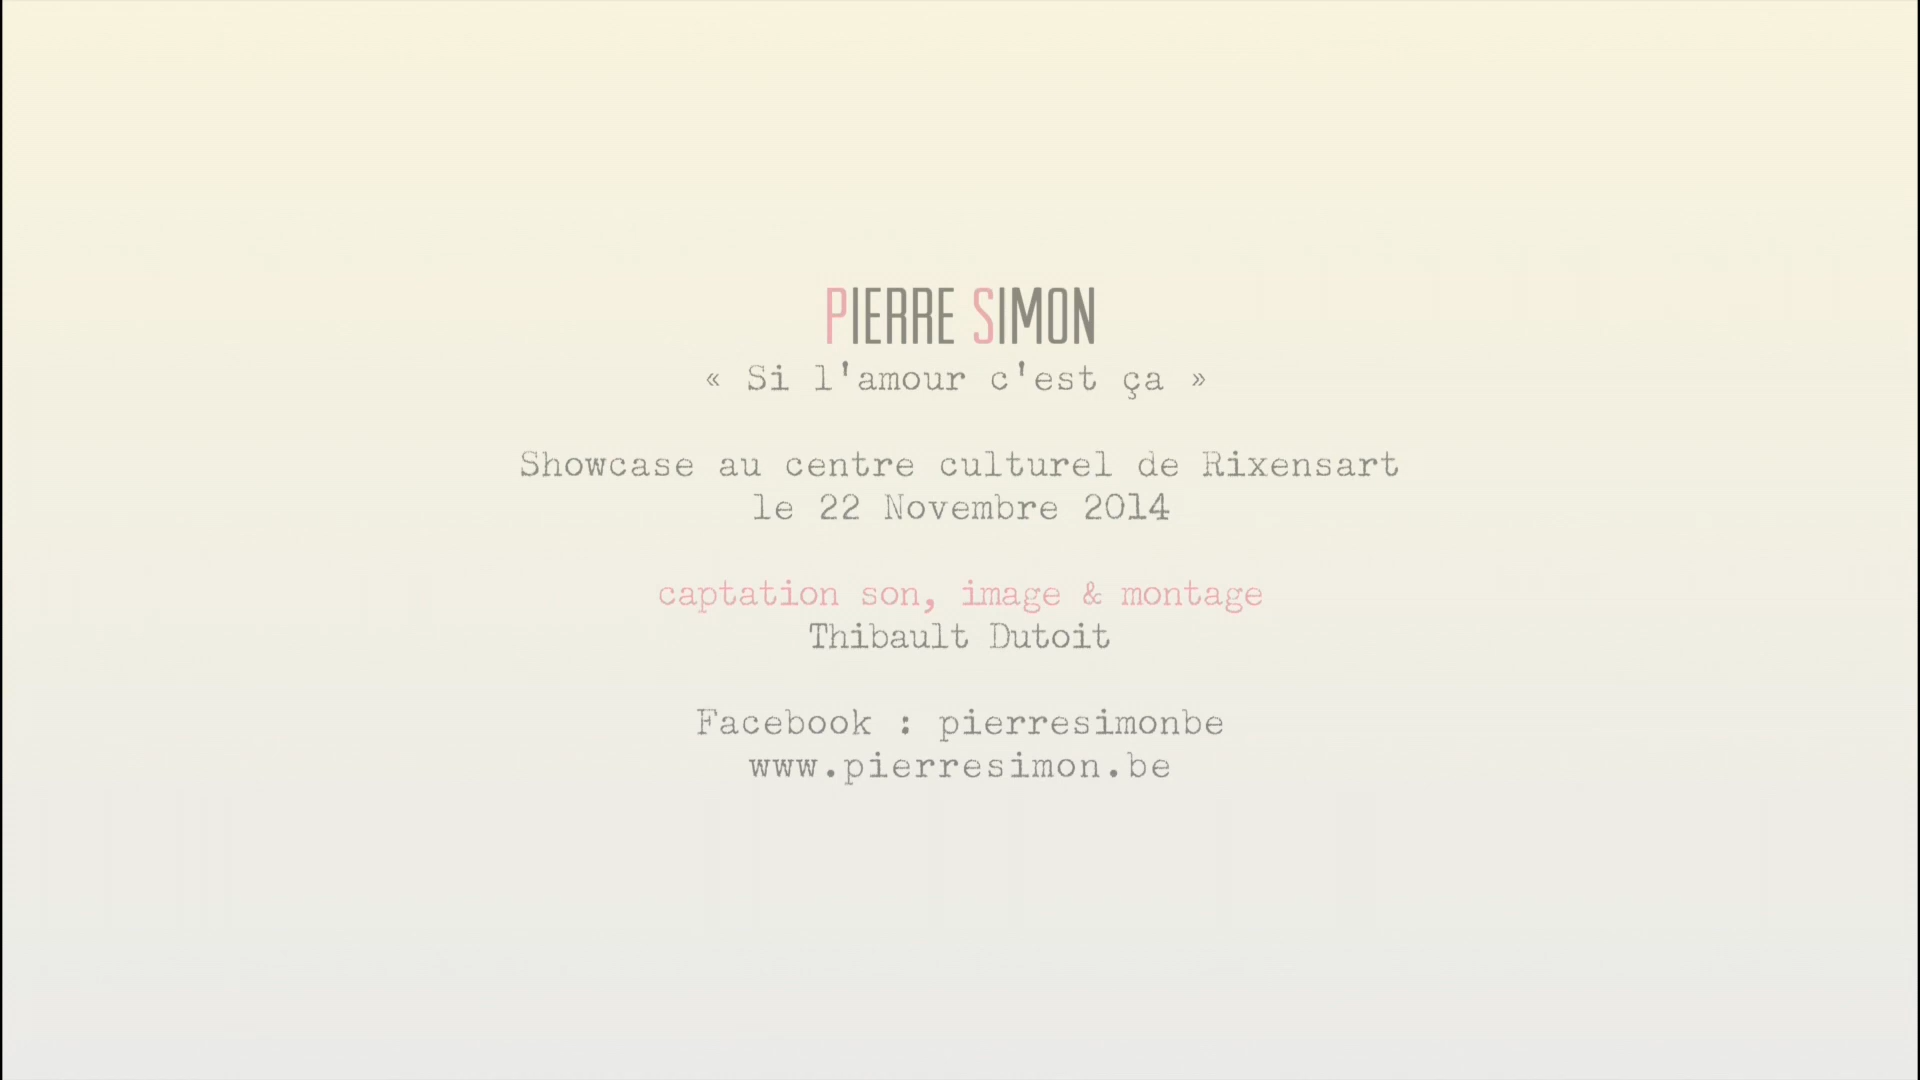 PIERRE SIMON
« Si l'amour c'est ça »
Showcase au centre culturel de Rixensart
le 22 Novembre 2014
captation son, image & montage
Thibault Dutoit
Facebook : pierresimonbe
www.pierresimon.be